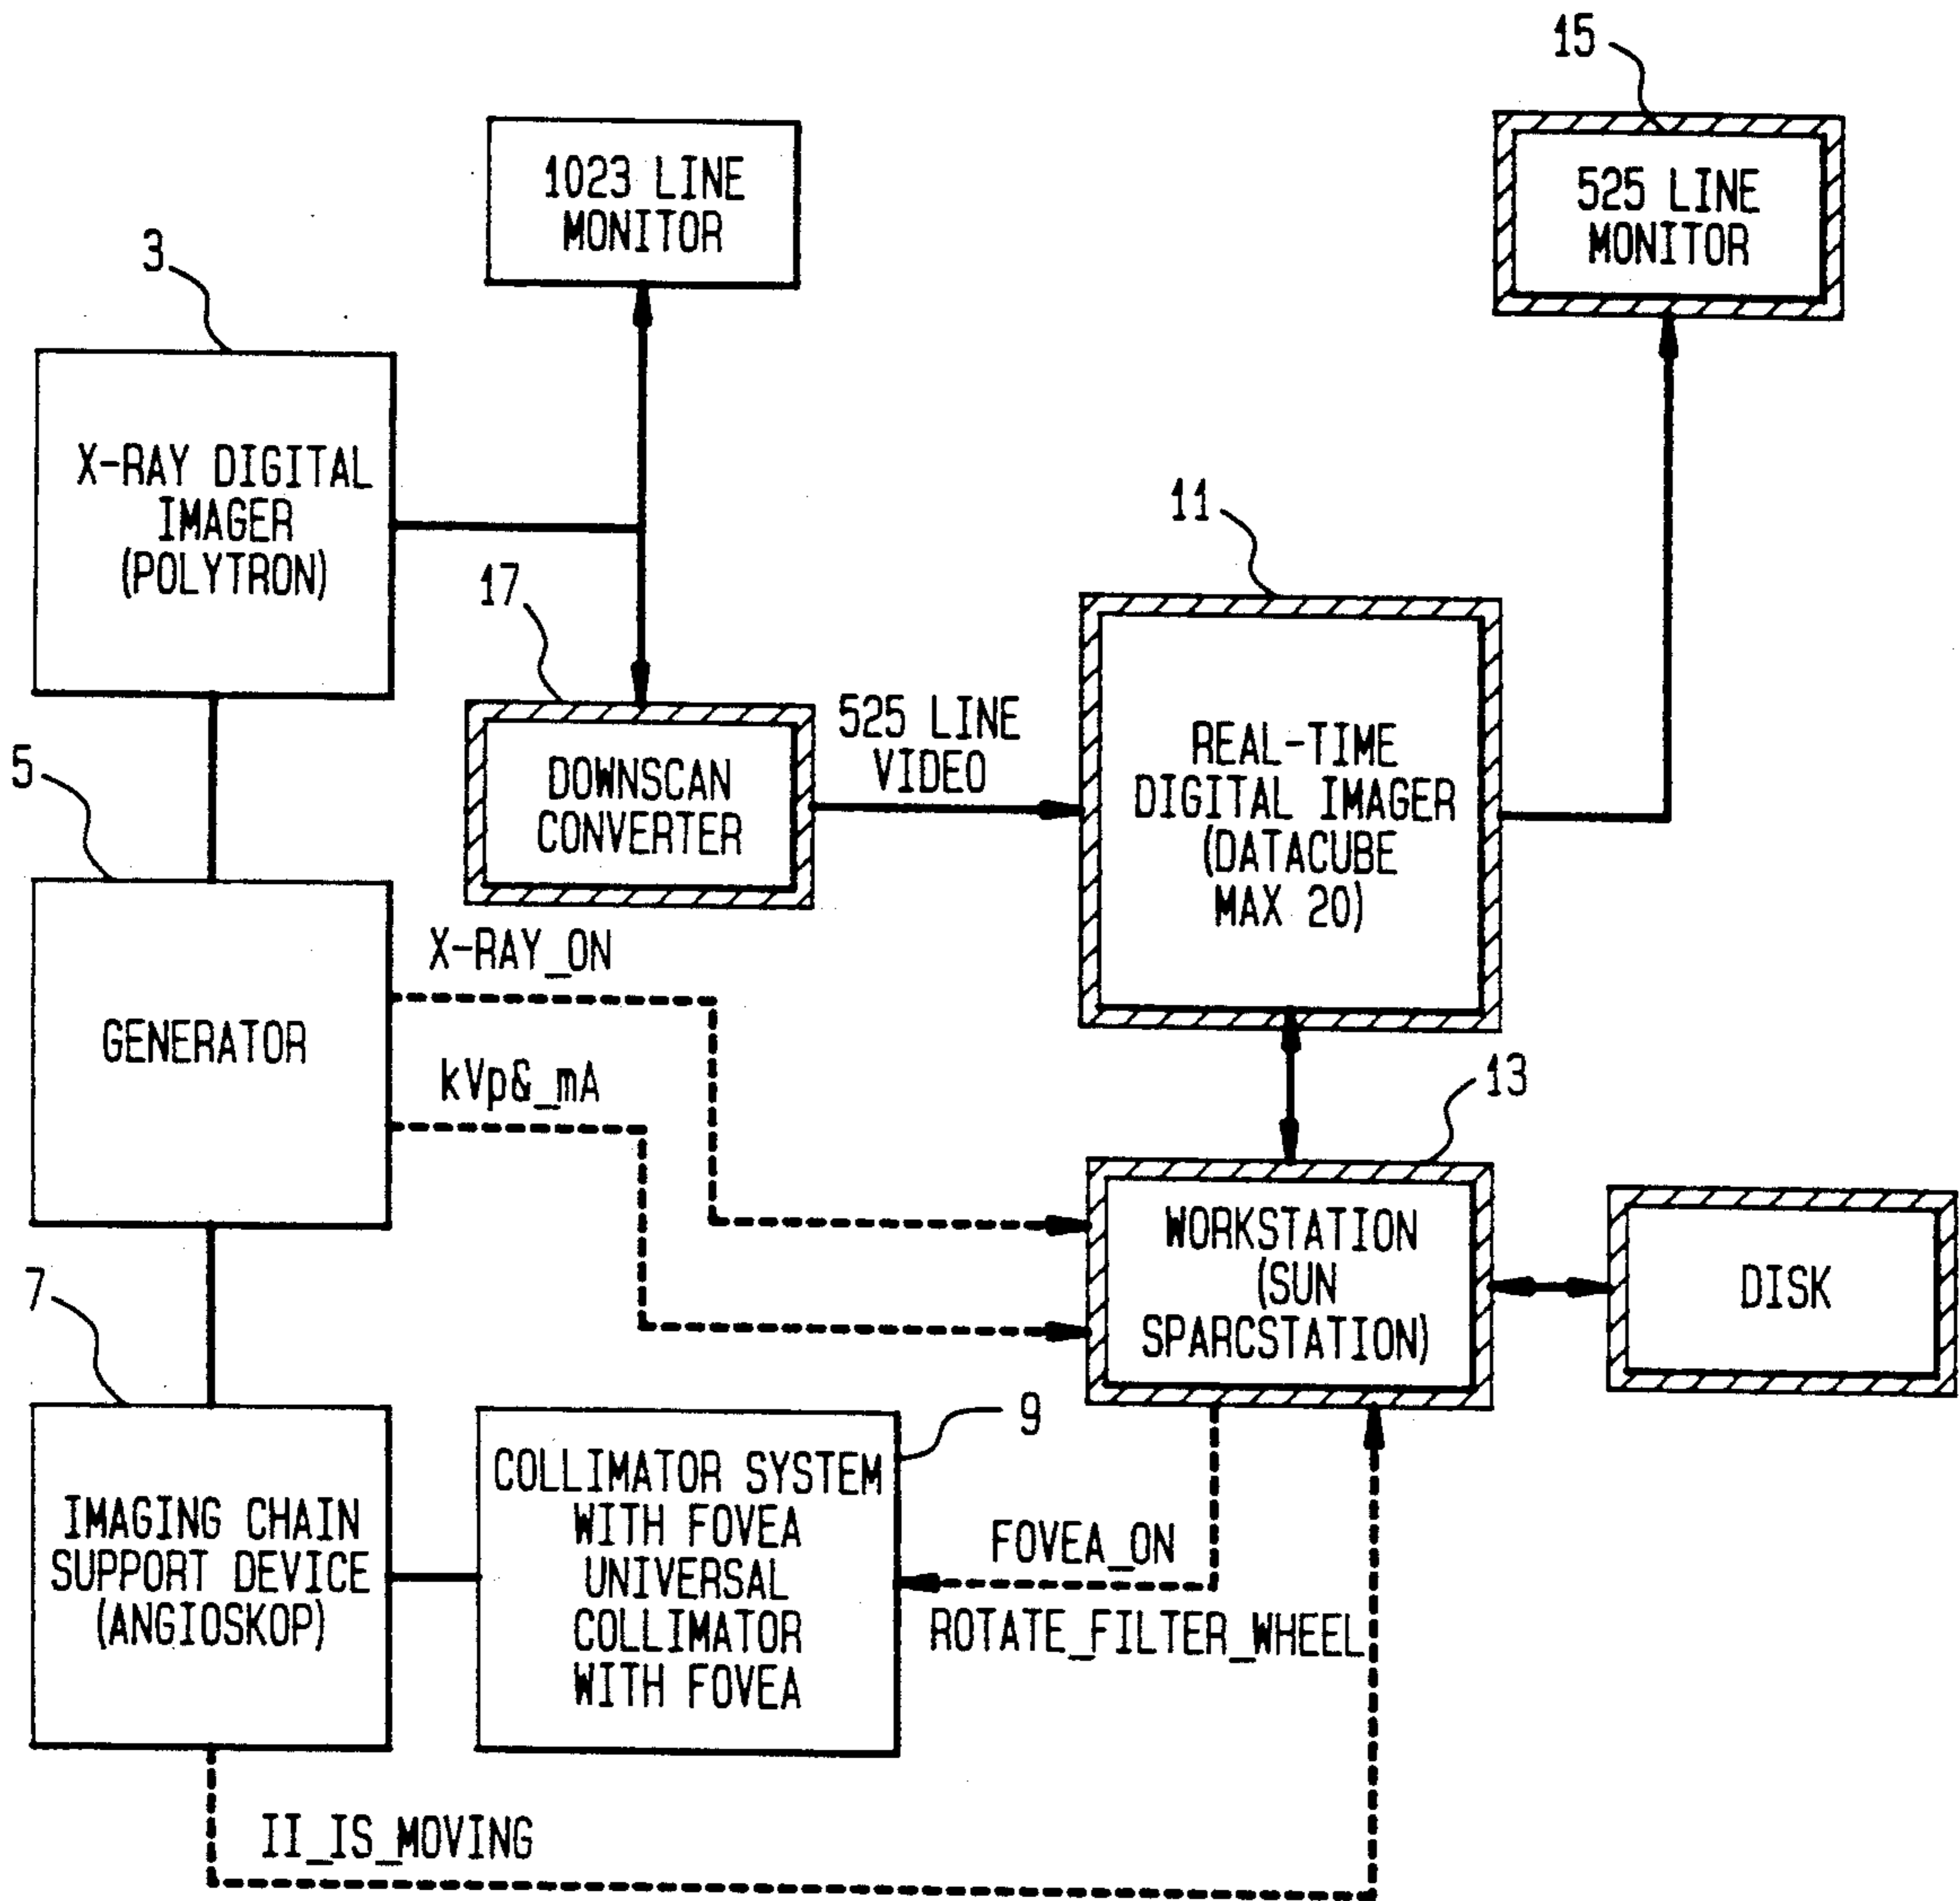 15
1023 LINE
MONITOR
525 LINE
MONITOR
3
X-RAY DIGITAL
IMAGER
(POLYTRON)
11
17
525 LINE
VIDEO
REAL-TIME
DIGITAL IMAGER
(DATACUBE
MAX 20)
5
DOWNSCAN
CONVERTER
X-RAY_ON
GENERATOR
kVp&_mA
13
WORKSTATION
(SUN
SPARCSTATION)
DISK
7
9
IMAGING CHAIN
SUPPORT DEVICE
(ANGIOSKOP)
COLLIMATOR SYSTEM
WITH FOVEA
UNIVERSAL
COLLIMATOR
WITH FOVEA
FOVEA_ON
ROTATE_FILTER_WHEEL
II_IS_MOVING